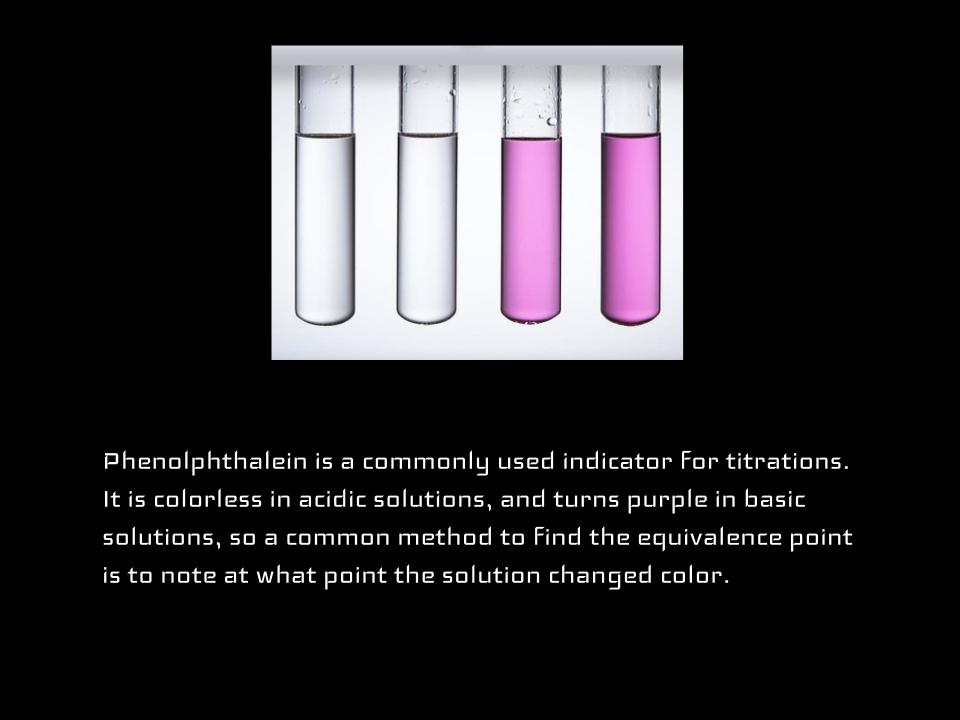 Phenolphthalein is a commonly used indicator for titrations.
It is colorless in acidic solutions, and turns purple in basic
solutions, so a common method to find the equivalence point
is to note at what point the solution changed color.